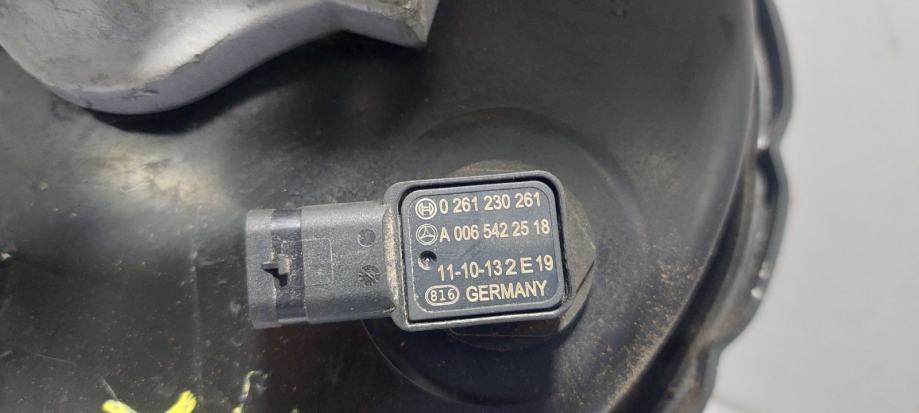 0 261 230 261
A 006 542 25 18
11-10-13 2 E 19
816 GERMANY